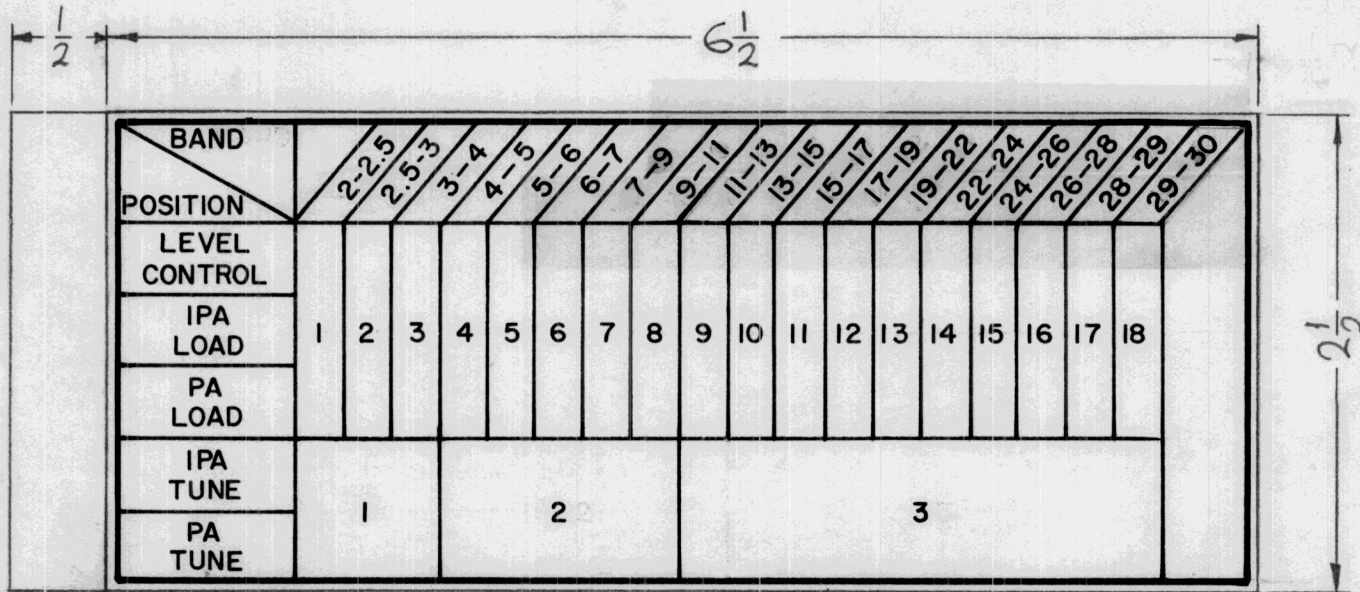 1/2
6 1/2
BAND
POSITION
2-2.5
2.5-3
3-4
4-5
5-6
6-7
7-9
9-11
11-13
13-15
15-17
17-19
19-22
22-24
24-26
26-28
28-29
29-30
LEVEL
CONTROL
IPA
LOAD
PA
LOAD
1 2 3 4 5 6 7 8 9 10 11 12 13 14 15 16 17 18
2 1/2
IPA
TUNE
PA
TUNE
1 2 3